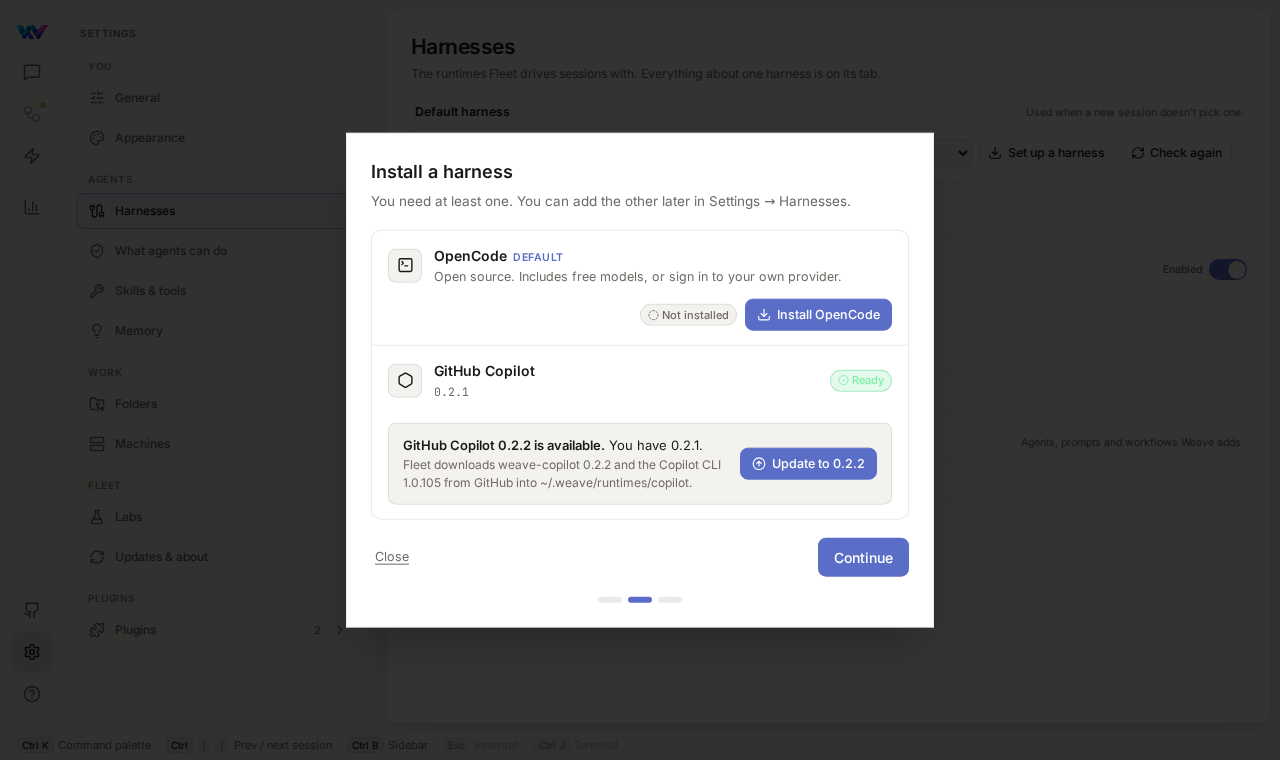 SETTINGS
YOU
General
Appearance
AGENTS
Harnesses
What agents can do
Skills & tools
Memory
WORK
Folders
Machines
FLEET
Labs
Updates & about
PLUGINS
Plugins 2
Harnesses
The runtimes Fleet drives sessions with. Everything about one harness is on its tab.
Default harness
Used when a new session doesn't pick one.
Set up a harness
Check again
Enabled
Agents, prompts and workflows Weave adds.
Install a harness
You need at least one. You can add the other later in Settings → Harnesses.
OpenCode DEFAULT
Open source. Includes free models, or sign in to your own provider.
Not installed
Install OpenCode
GitHub Copilot
0.2.1
Ready
GitHub Copilot 0.2.2 is available. You have 0.2.1.
Fleet downloads weave-copilot 0.2.2 and the Copilot CLI
1.0.105 from GitHub into ~/.weave/runtimes/copilot.
Update to 0.2.2
Close
Continue
Ctrl K Command palette Ctrl [ ] Prev / next session Ctrl B Sidebar Esc Interrupt Ctrl J Terminal